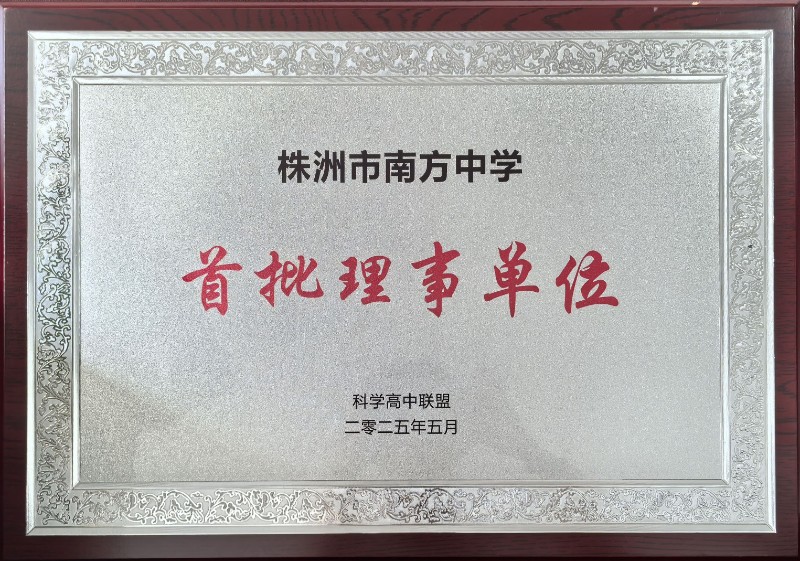 株洲市南方中学
首批理事单位
科学高中联盟
二零二五年五月